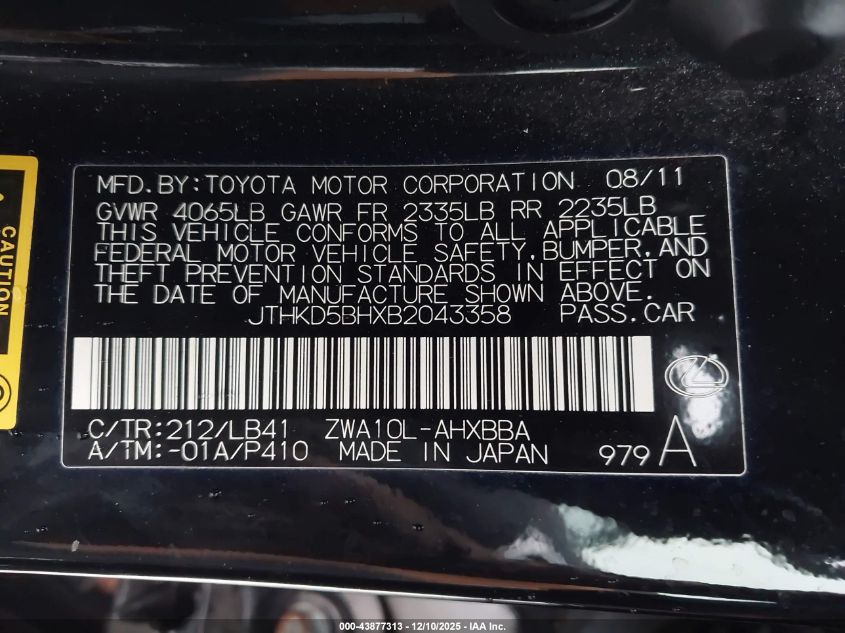 MFD.BY:TOYOTA MOTOR CORPORATION 08/11
GVWR 4065LB GAWR FR 2335LB RR 2235LB
THIS VEHICLE CONFORMS TO ALL APPLICABLE
FEDERAL MOTOR VEHICLE SAFETY,BUMPER,AND
THEFT PREVENTION STANDARDS IN EFFECT ON
THE DATE OF MANUFACTURE SHOWN ABOVE.
JTHKD5BHXB2043358 PASS.CAR
C/TR:212/LB41 ZWA10L-AHXBBA
A/TM:-01A/P410 MADE IN JAPAN 979 A
CAUTION
000-43877313 - 12/10/2025 - IAA Inc.